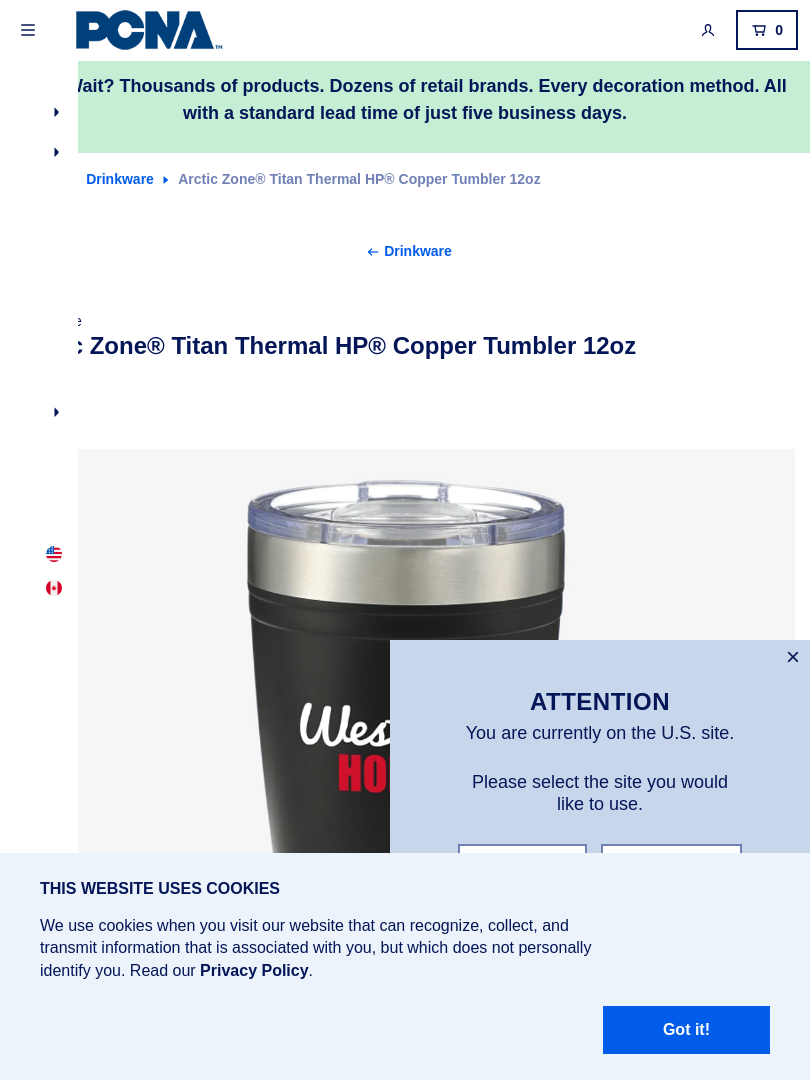 PCNA™
0
Wait? Thousands of products. Dozens of retail brands. Every decoration method. All
with a standard lead time of just five business days.
Drinkware Arctic Zone® Titan Thermal HP® Copper Tumbler 12oz
← Drinkware
Zone® Titan Thermal HP® Copper Tumbler 12oz
ATTENTION
You are currently on the U.S. site.
Please select the site you would
like to use.
THIS WEBSITE USES COOKIES
We use cookies when you visit our website that can recognize, collect, and
transmit information that is associated with you, but which does not personally
identify you. Read our Privacy Policy.
Got it!